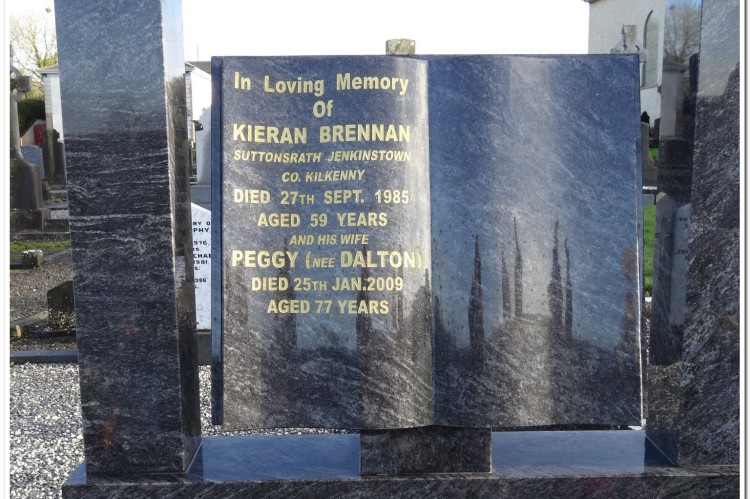 In Loving Memory
Of
KIERAN BRENNAN
SUTTONSRATH JENKINSTOWN
CO. KILKENNY
DIED 27TH SEPT. 1985
AGED 59 YEARS
AND HIS WIFE
PEGGY (NEE DALTON)
DIED 25TH JAN.2009
AGED 77 YEARS